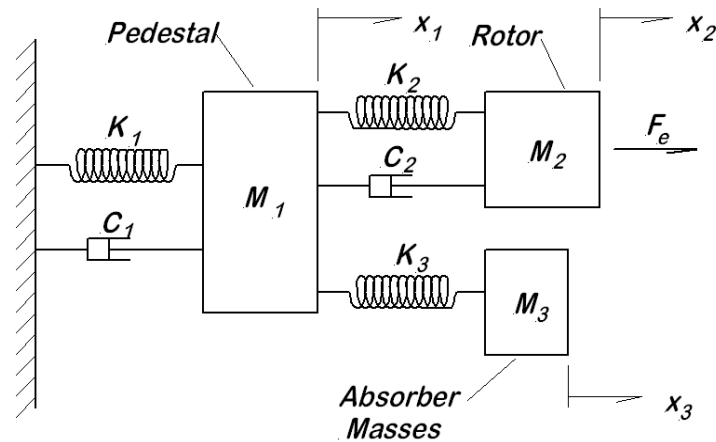 Pedestal
x₁
Rotor
x₂
K₂
K₁
Fₑ
C₂
M₂
M₁
C₁
K₃
M₃
Absorber
Masses
x₃